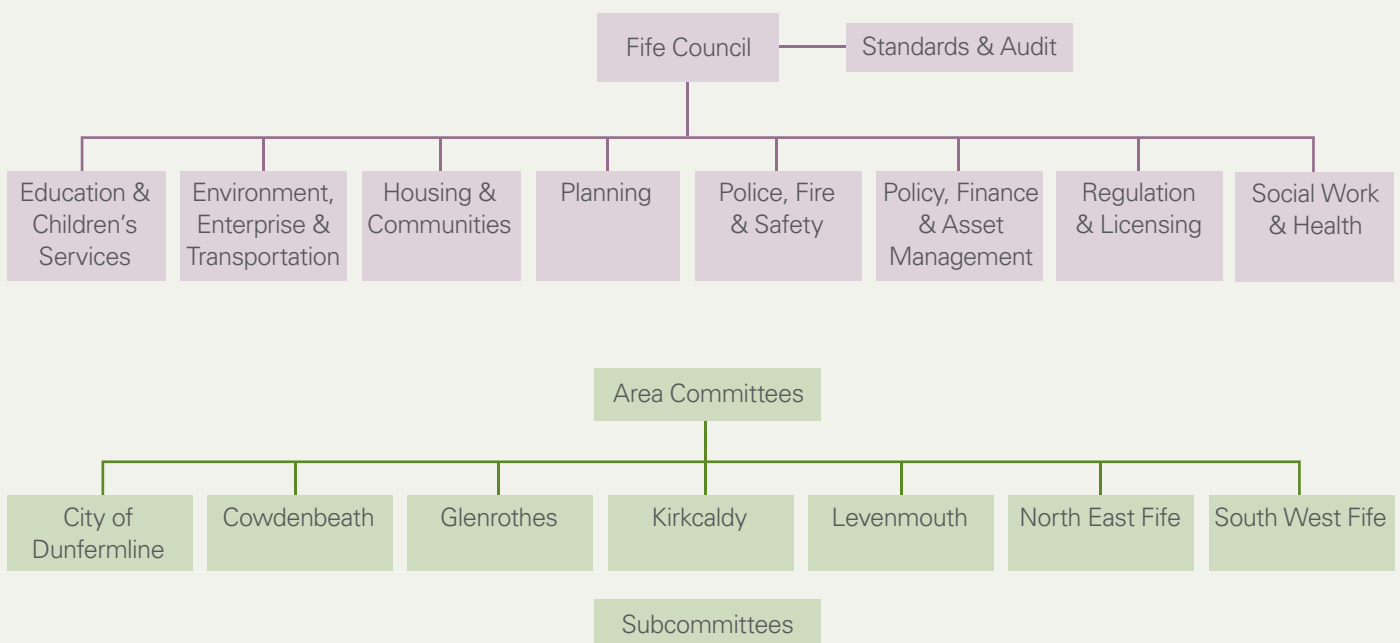 Fife Council
Standards & Audit
Education &
Children’s
Services
Environment,
Enterprise &
Transportation
Housing &
Communities
Planning
Police, Fire
& Safety
Policy, Finance
& Asset
Management
Regulation
& Licensing
Social Work
& Health
Area Committees
City of
Dunfermline
Cowdenbeath
Glenrothes
Kirkcaldy
Levenmouth
North East Fife
South West Fife
Subcommittees